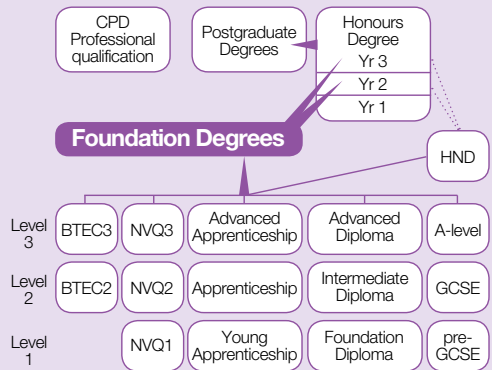 CPD
Professional
qualification
Postgraduate
Degrees
Honours
Degree
Yr 3
Yr 2
Yr 1
Foundation Degrees
HND
Level
3
BTEC3
NVQ3
Advanced
Apprenticeship
Advanced
Diploma
A-level
Level
2
BTEC2
NVQ2
Apprenticeship
Intermediate
Diploma
GCSE
Level
1
NVQ1
Young
Apprenticeship
Foundation
Diploma
pre-
GCSE